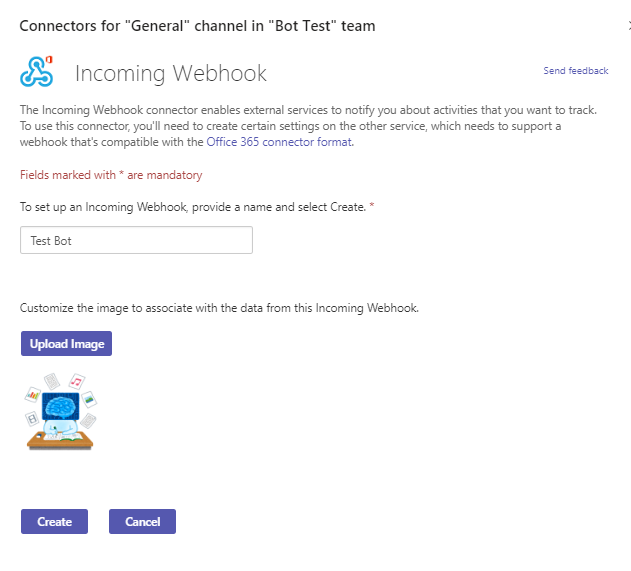 Connectors for "General" channel in "Bot Test" team
Incoming Webhook
Send feedback
The Incoming Webhook connector enables external services to notify you about activities that you want to track.
To use this connector, you'll need to create certain settings on the other service, which needs to support a
webhook that's compatible with the Office 365 connector format.
Fields marked with * are mandatory
To set up an Incoming Webhook, provide a name and select Create. *
Test Bot
Customize the image to associate with the data from this Incoming Webhook.
Upload Image
Create
Cancel